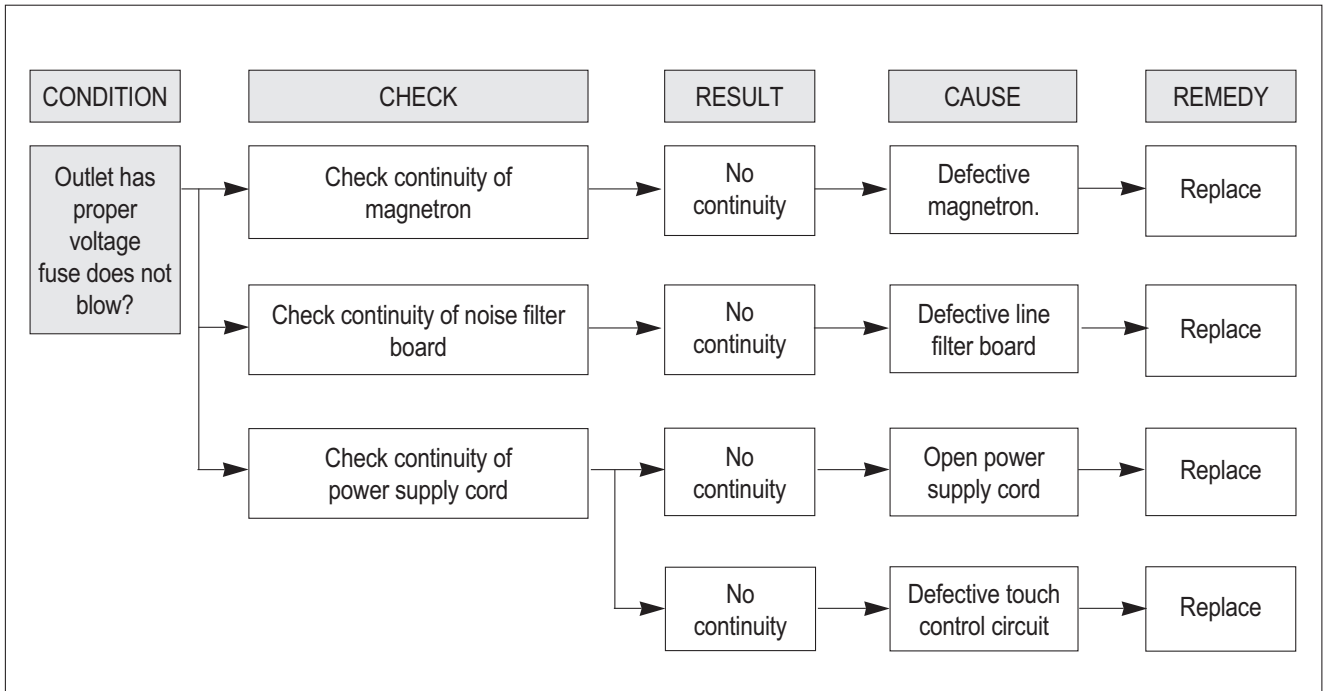 CONDITION
CHECK
RESULT
CAUSE
REMEDY
Outlet has
proper
voltage
fuse does not
blow?
Check continuity of
magnetron
No
continuity
Defective
magnetron.
Replace
Check continuity of noise filter
board
No
continuity
Defective line
filter board
Replace
Check continuity of
power supply cord
No
continuity
Open power
supply cord
Replace
No
continuity
Defective touch
control circuit
Replace